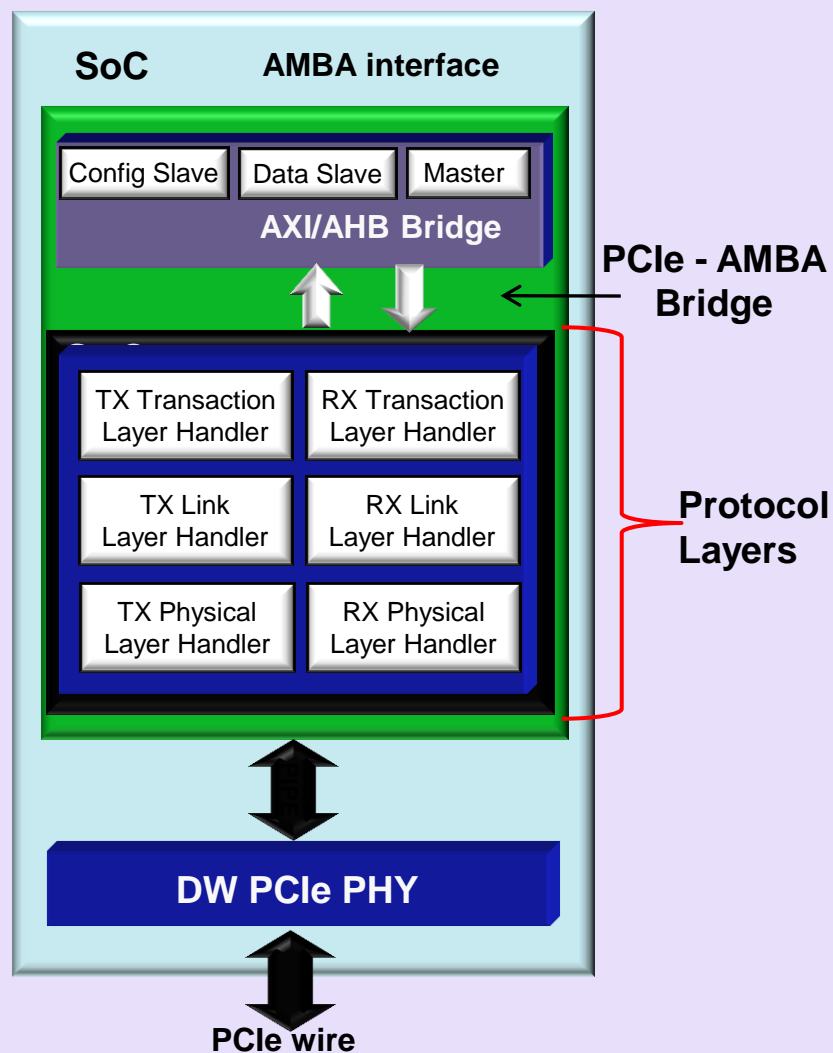 SoC
AMBA interface
Config Slave
Data Slave
Master
AXI/AHB Bridge
PCIe - AMBA
Bridge
TX Transaction
Layer Handler
RX Transaction
Layer Handler
TX Link
Layer Handler
RX Link
Layer Handler
TX Physical
Layer Handler
RX Physical
Layer Handler
Protocol
Layers
PIPE
DW PCIe PHY
PCIe wire